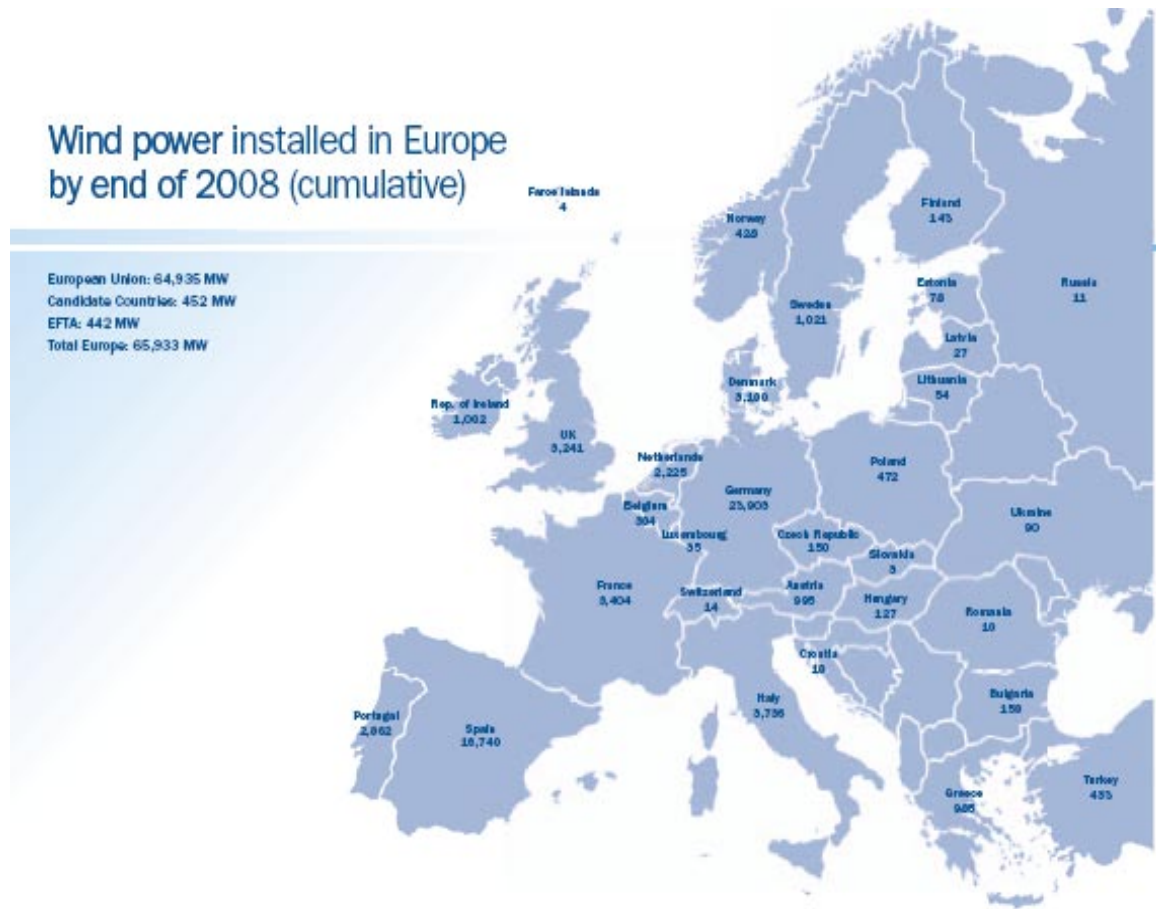 Wind power installed in Europe
by end of 2008 (cumulative)
European Union: 64,935 MW
Candidate Countries: 452 MW
EFTA: 442 MW
Total Europe: 65,933 MW
Faroe Islands
4
Norway
428
Finland
143
Sweden
1,021
Estonia
78
Russia
11
Latvia
27
Lithuania
54
Denmark
3,180
Rep. of Ireland
1,002
UK
3,241
Netherlands
2,225
Poland
472
Germany
23,903
Belgium
384
Luxembourg
35
Czech Republic
150
Ukraine
90
Slovakia
3
France
3,404
Switzerland
14
Austria
995
Hungary
127
Romania
10
Croatia
18
Italy
3,736
Bulgaria
158
Portugal
2,862
Spain
16,740
Greece
985
Turkey
433